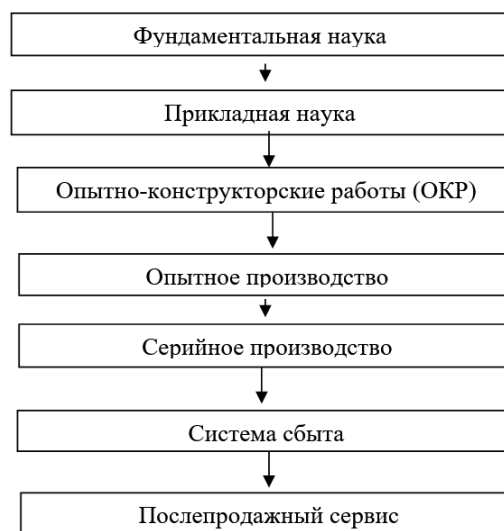 Фундаментальная наука
Прикладная наука
Опытно-конструкторские работы (ОКР)
Опытное производство
Серийное производство
Система сбыта
Послепродажный сервис